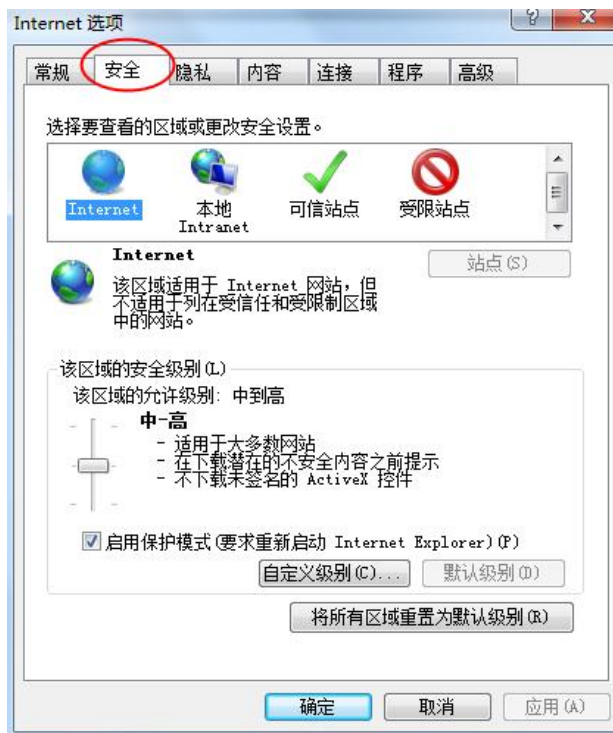 Internet 选项
常规 安全 隐私 内容 连接 程序 高级
选择要查看的区域或更改安全设置。
Internet 本地 可信站点 受限站点
Intranet
Internet
站点(S)
该区域适用于 Internet 网站，但
不适用于列在受信任和受限制区域
中的网站。
该区域的安全级别(L)
该区域的允许级别: 中到高
中-高
- 适用于大多数网站
- 在下载潜在的不安全内容之前提示
- 不下载未签名的 ActiveX 控件
启用保护模式(要求重新启动 Internet Explorer)(P)
自定义级别(C)... 默认级别(D)
将所有区域重置为默认级别(R)
确定 取消 应用(A)